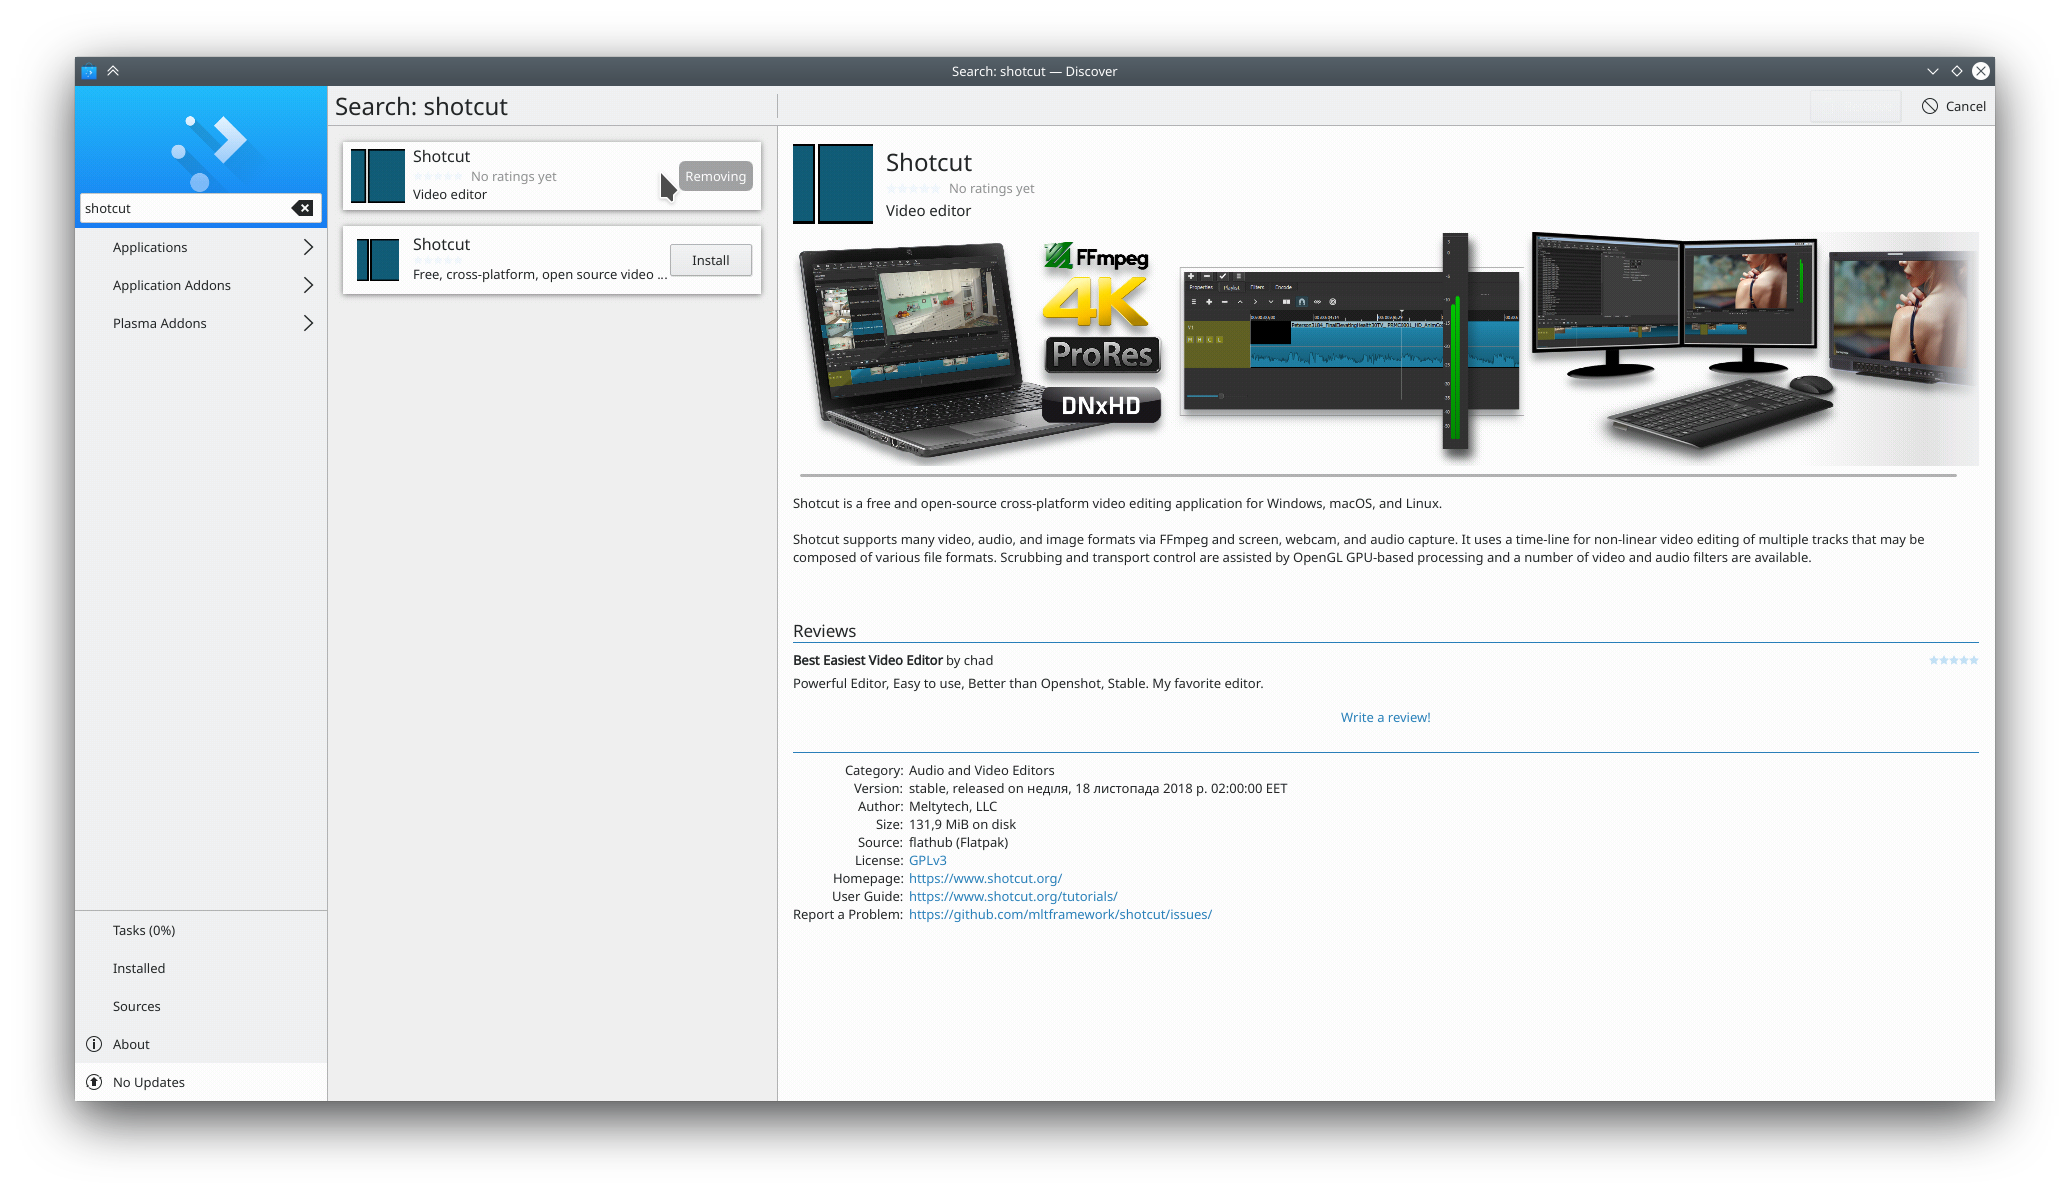 Search: shotcut — Discover
Search: shotcut
Cancel
shotcut
Applications
Application Addons
Plasma Addons
Shotcut
No ratings yet
Video editor
Removing
Shotcut
Free, cross-platform, open source video ...
Install
Shotcut
No ratings yet
Video editor
FFmpeg
4K
ProRes
DNxHD
Properties Playlist Filters Encode
Shotcut is a free and open-source cross-platform video editing application for Windows, macOS, and Linux.
Shotcut supports many video, audio, and image formats via FFmpeg and screen, webcam, and audio capture. It uses a time-line for non-linear video editing of multiple tracks that may be
composed of various file formats. Scrubbing and transport control are assisted by OpenGL GPU-based processing and a number of video and audio filters are available.
Reviews
Best Easiest Video Editor by chad
Powerful Editor, Easy to use, Better than Openshot, Stable. My favorite editor.
Write a review!
Category: Audio and Video Editors
Version: stable, released on неділя, 18 листопада 2018 р. 02:00:00 EET
Author: Meltytech, LLC
Size: 131,9 MiB on disk
Source: flathub (Flatpak)
License: GPLv3
Homepage: https://www.shotcut.org/
User Guide: https://www.shotcut.org/tutorials/
Report a Problem: https://github.com/mltframework/shotcut/issues/
Tasks (0%)
Installed
Sources
About
No Updates